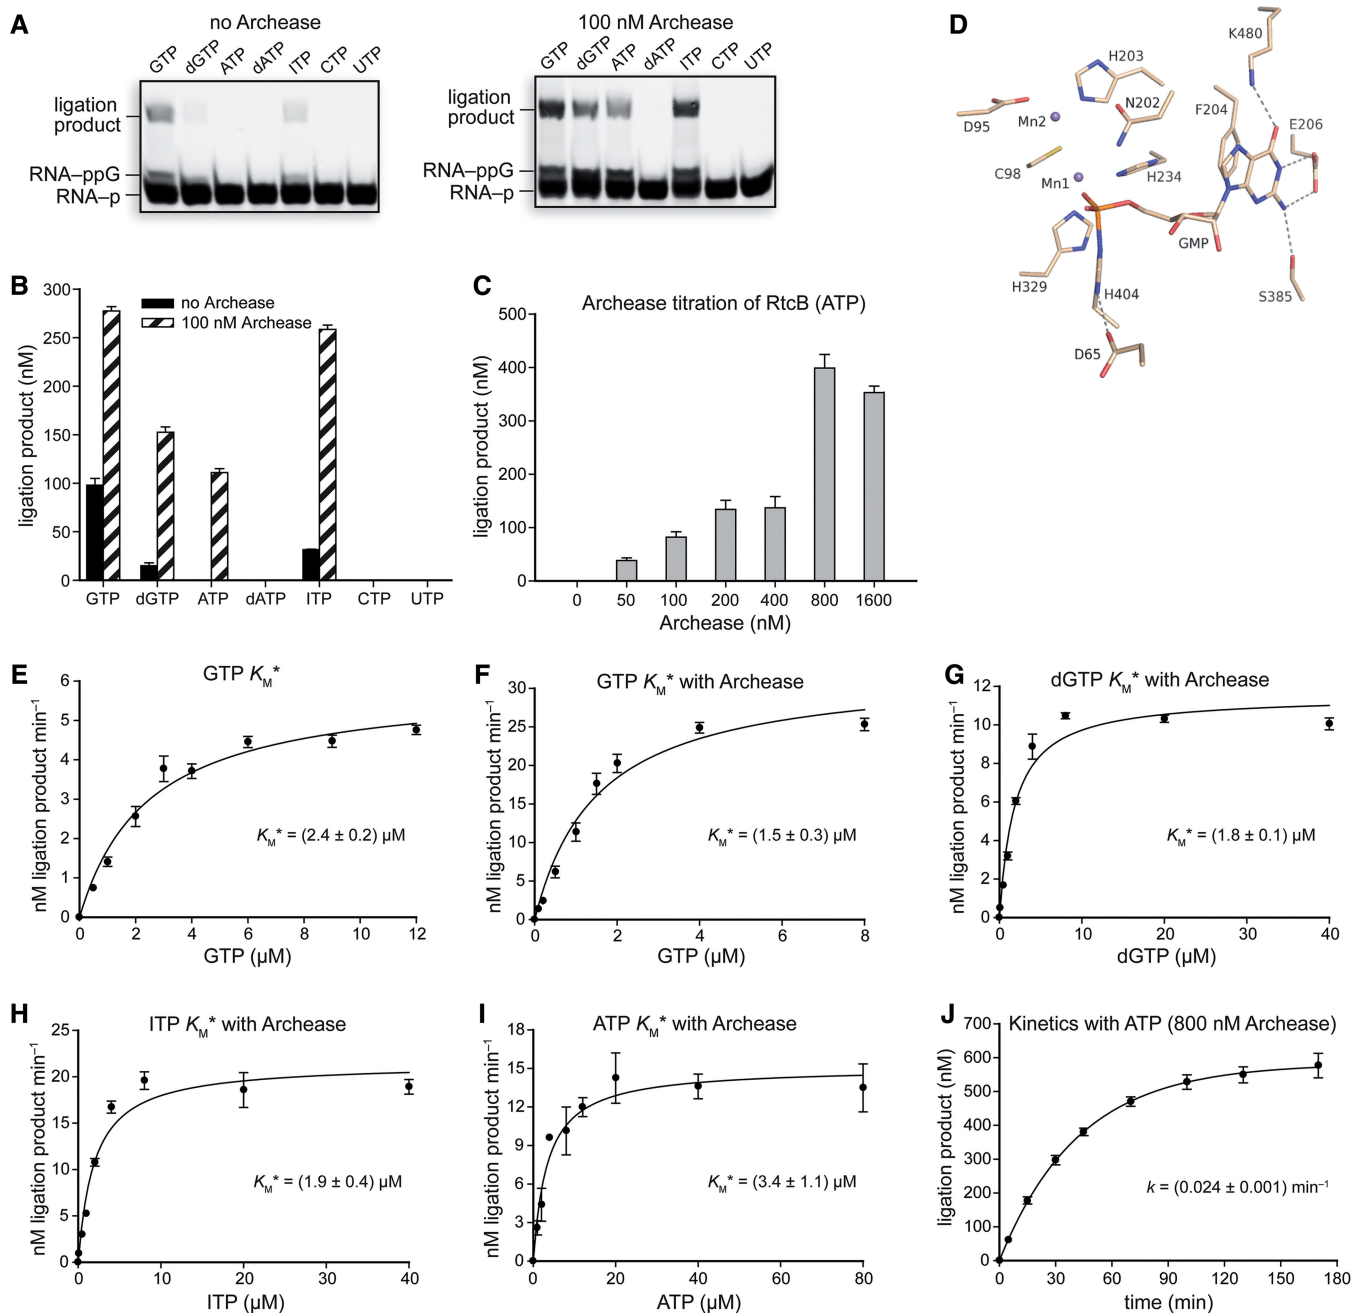 A
no Archease
GTP dGTP ATP dATP ITP CTP UTP
ligation product
RNA–ppG
RNA–p
100 nM Archease
GTP dGTP ATP dATP ITP CTP UTP
ligation product
RNA–ppG
RNA–p
D
K480
H203
N202
F204
E206
D95
Mn2
C98
Mn1
H234
GMP
H329
H404
S385
D65
B
ligation product (nM)
300
250
200
150
100
50
0
no Archease
100 nM Archease
GTP dGTP ATP dATP ITP CTP UTP
C
Archease titration of RtcB (ATP)
ligation product (nM)
500
400
300
200
100
0
0 50 100 200 400 800 1600
Archease (nM)
E
GTP KM*
nM ligation product min–1
6
5
4
3
2
1
0
KM* = (2.4 ± 0.2) µM
0 2 4 6 8 10 12
GTP (µM)
F
GTP KM* with Archease
nM ligation product min–1
30
25
20
15
10
5
0
KM* = (1.5 ± 0.3) µM
0 2 4 6 8
GTP (µM)
G
dGTP KM* with Archease
nM ligation product min–1
12
10
8
6
4
2
0
KM* = (1.8 ± 0.1) µM
0 10 20 30 40
dGTP (µM)
H
ITP KM* with Archease
nM ligation product min–1
25
20
15
10
5
0
KM* = (1.9 ± 0.4) µM
0 10 20 30 40
ITP (µM)
I
ATP KM* with Archease
nM ligation product min–1
18
15
12
9
6
3
0
KM* = (3.4 ± 1.1) µM
0 20 40 60 80
ATP (µM)
J
Kinetics with ATP (800 nM Archease)
ligation product (nM)
700
600
500
400
300
200
100
0
k = (0.024 ± 0.001) min–1
0 30 60 90 120 150 180
time (min)